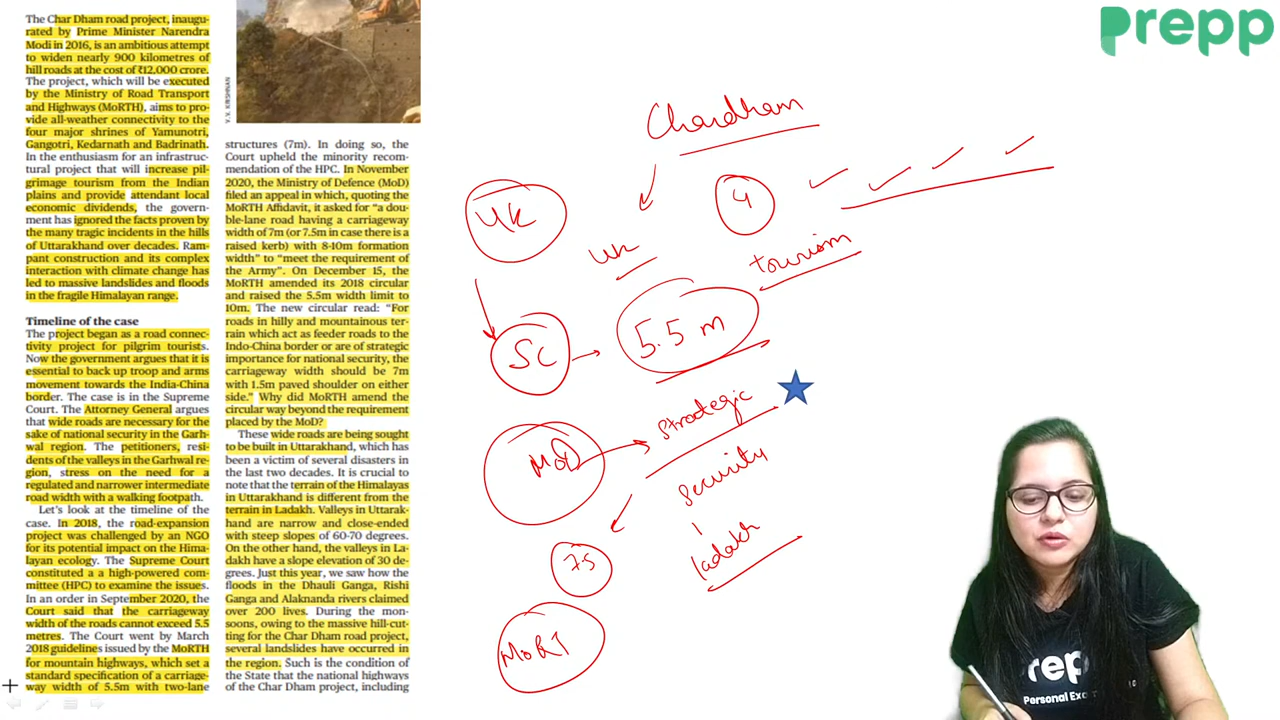 The Char Dham road project, inaugu-
rated by Prime Minister Narendra
Modi in 2016, is an ambitious attempt
to widen nearly 900 kilometres of
hill roads at the cost of ₹12,000 crore.
The project, which will be executed
by the Ministry of Road Transport
and Highways (MoRTH), aims to pro-
vide all-weather connectivity to the
four major shrines of Yamunotri,
Gangotri, Kedarnath and Badrinath.
In the enthusiasm for an infrastruc-
tural project that will increase pil-
grimage tourism from the Indian
plains and provide attendant local
economic dividends, the govern-
ment has ignored the facts proven by
the many tragic incidents in the hills
of Uttarakhand over decades. Ram-
pant construction and its complex
interaction with climate change has
led to massive landslides and floods
in the fragile Himalayan range.
Timeline of the case
The project began as a road connec-
tivity project for pilgrim tourists.
Now the government argues that it is
essential to back up troop and arms
movement towards the India-China
border. The case is in the Supreme
Court. The Attorney General argues
that wide roads are necessary for the
sake of national security in the Garh-
wal region. The petitioners, resi-
dents of the valleys in the Garhwal re-
gion, stress on the need for a
regulated and narrower intermediate
road width with a walking footpath.
Let's look at the timeline of the
case. In 2018, the road-expansion
project was challenged by an NGO
for its potential impact on the Hima-
layan ecology. The Supreme Court
constituted a a high-powered com-
mittee (HPC) to examine the issues.
In an order in September 2020, the
Court said that the carriageway
width of the roads cannot exceed 5.5
metres. The Court went by March
2018 guidelines issued by the MoRTH
for mountain highways, which set a
standard specification of a carriage-
way width of 5.5m with two-lane
V.V. KRISHNAN
structures (7m). In doing so, the
Court upheld the minority recom-
mendation of the HPC. In November
2020, the Ministry of Defence (MoD)
filed an appeal in which, quoting the
MoRTH Affidavit, it asked for "a dou-
ble-lane road having a carriageway
width of 7m (or 7.5m in case there is a
raised kerb) with 8-10m formation
width" to "meet the requirement of
the Army". On December 15, the
MoRTH amended its 2018 circular
and raised the 5.5m width limit to
10m. The new circular read: "For
roads in hilly and mountainous ter-
rain which act as feeder roads to the
Indo-China border or are of strategic
importance for national security, the
carriageway width should be 7m
with 1.5m paved shoulder on either
side." Why did MoRTH amend the
circular way beyond the requirement
placed by the MoD?
These wide roads are being sought
to be built in Uttarakhand, which has
been a victim of several disasters in
the last two decades. It is crucial to
note that the terrain of the Himalayas
in Uttarakhand is different from the
terrain in Ladakh. Valleys in Uttarak-
hand are narrow and close-ended
with steep slopes of 60-70 degrees.
On the other hand, the valleys in La-
dakh have a slope elevation of 30 de-
grees. Just this year, we saw how the
floods in the Dhauli Ganga, Rishi
Ganga and Alaknanda rivers claimed
over 200 lives. During the mon-
soons, owing to the massive hill-cut-
ting for the Char Dham road project,
several landslides have occurred in
the region. Such is the condition of
the State that the national highways
of the Char Dham project, including
prepp
Chardham
UK
4
UK
tourism
SC
5.5 m
MoD
strategic
security
ladakh
7.5
MoRT
prepp
Personal Exa